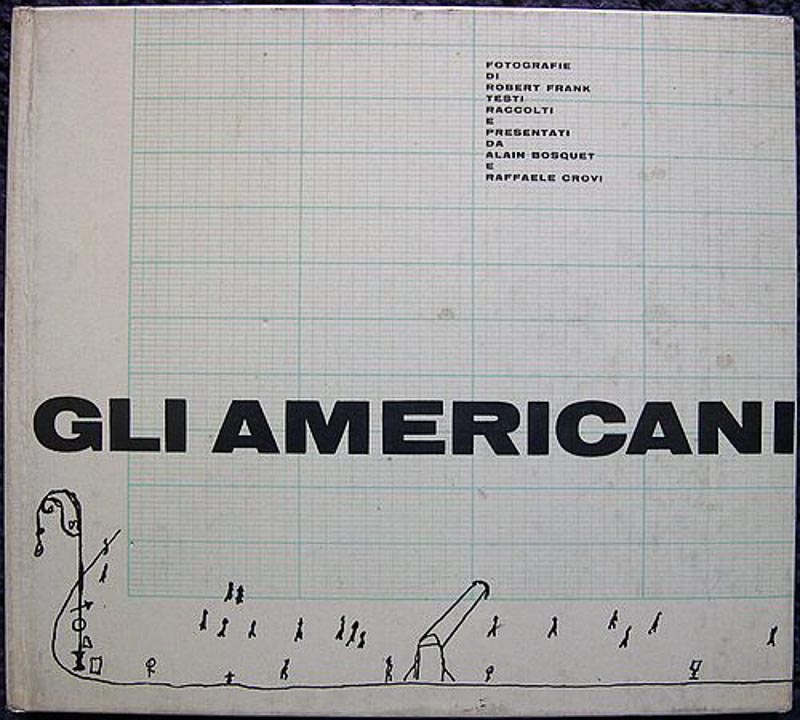 FOTOGRAFIE
DI
ROBERT FRANK
TESTI
RACCOLTI
E
PRESENTATI
DA
ALAIN BOSQUET
E
RAFFAELE CROVI
GLI AMERICANI